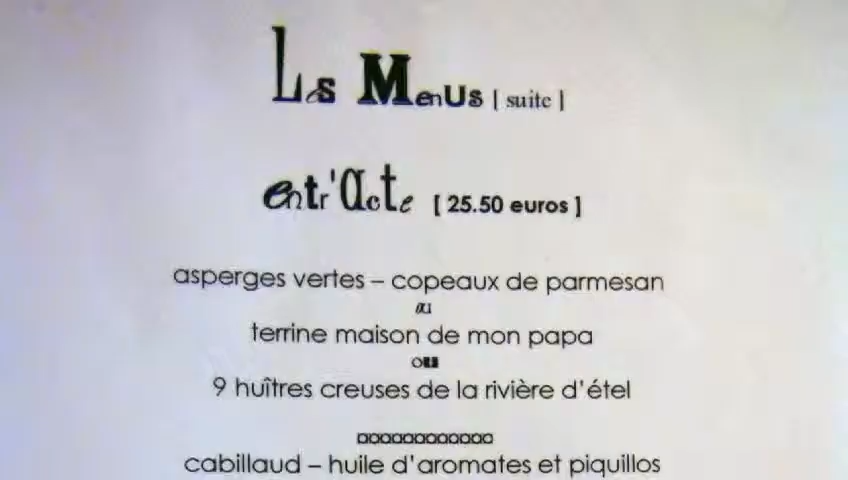 Les Menus [ suite ]
entr'acte [ 25.50 euros ]
asperges vertes – copeaux de parmesan
ou
terrine maison de mon papa
ou
9 huîtres creuses de la rivière d'étel
¤¤¤¤¤¤¤¤¤¤¤¤
cabillaud – huile d'aromates et piquillos